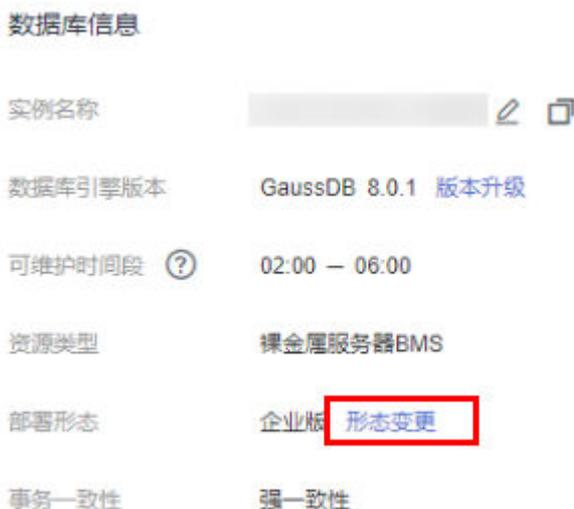 数据库信息
实例名称
数据库引擎版本 GaussDB 8.0.1 版本升级
可维护时间段 ? 02:00 — 06:00
资源类型 裸金属服务器BMS
部署形态 企业版 形态变更
事务一致性 强一致性